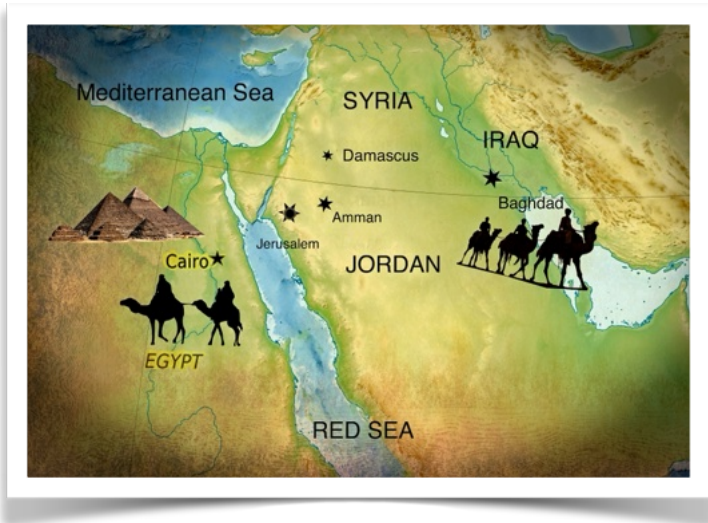 Mediterranean Sea
SYRIA
IRAQ
Damascus
Baghdad
Amman
Jerusalem
Cairo
JORDAN
EGYPT
RED SEA